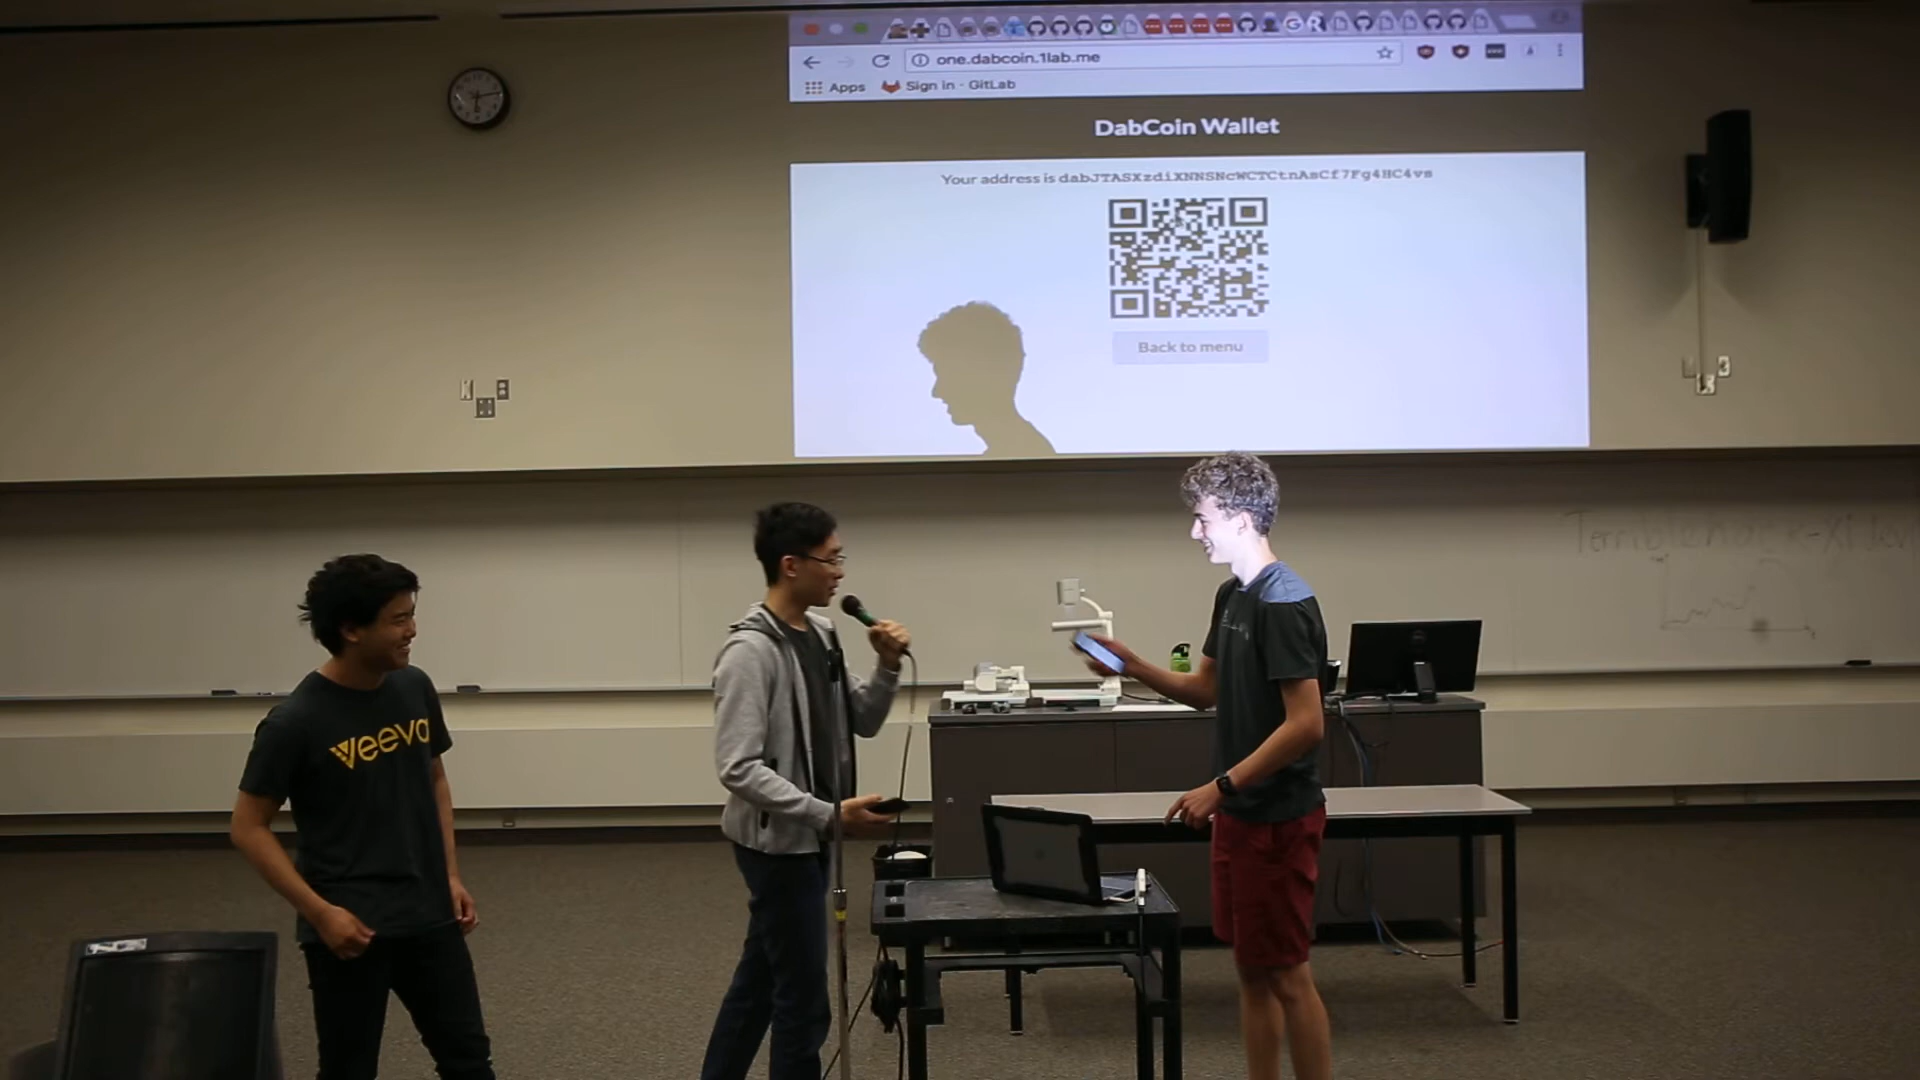 one.dabcoin.1lab.me
Apps Sign in - GitLab
DabCoin Wallet
Your address is dabJTASXzdiXNNSNcWCTCtnAsCf7Fg4HC4vs
Back to menu
veeva